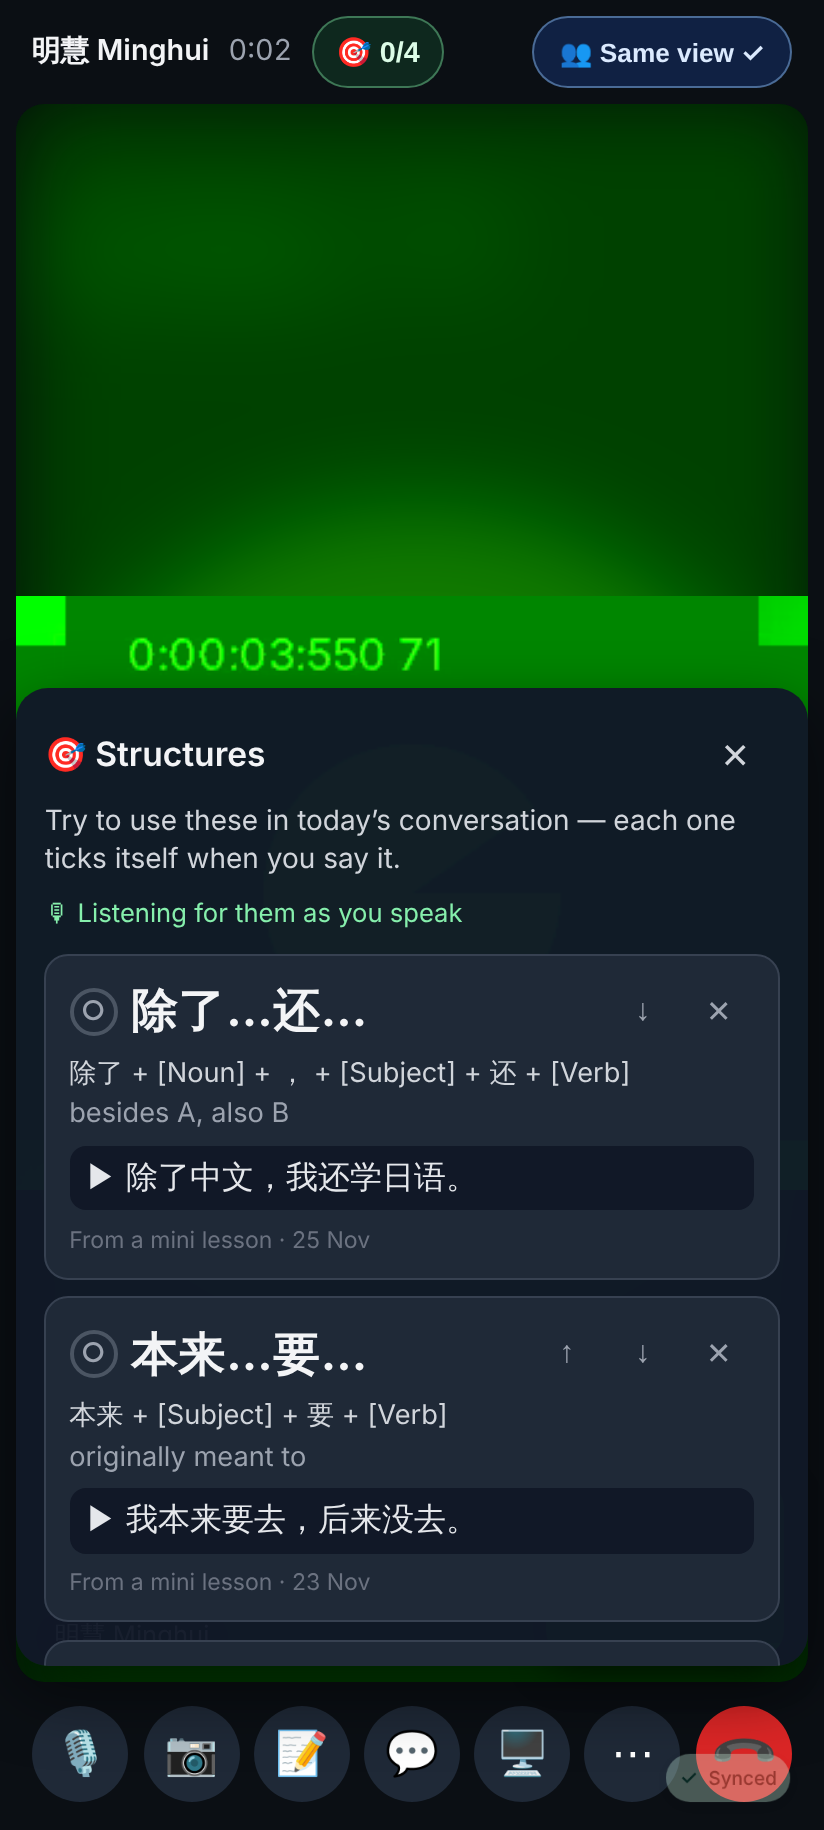 明慧 Minghui 0:02 🎯 0/4 👥 Same view ✓
0:00:03:550 71
🎯 Structures ✕
Try to use these in today’s conversation — each one
ticks itself when you say it.
🎙 Listening for them as you speak
除了…还… ↓ ✕
除了 + [Noun] + ， + [Subject] + 还 + [Verb]
besides A, also B
▶ 除了中文，我还学日语。
From a mini lesson · 25 Nov
本来…要… ↑ ↓ ✕
本来 + [Subject] + 要 + [Verb]
originally meant to
▶ 我本来要去，后来没去。
From a mini lesson · 23 Nov
明慧 Minghui
✓ Synced